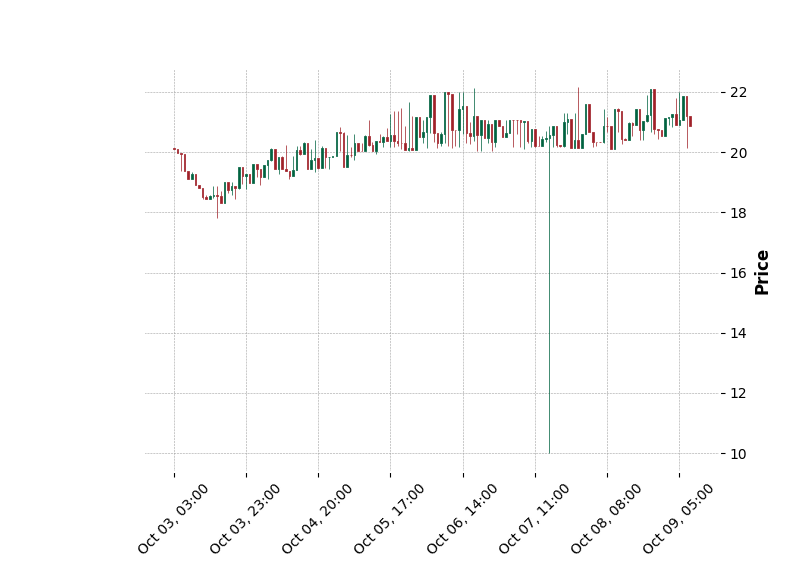 22
20
18
16
14
12
10
Price
Oct 03, 03:00
Oct 03, 23:00
Oct 04, 20:00
Oct 05, 17:00
Oct 06, 14:00
Oct 07, 11:00
Oct 08, 08:00
Oct 09, 05:00